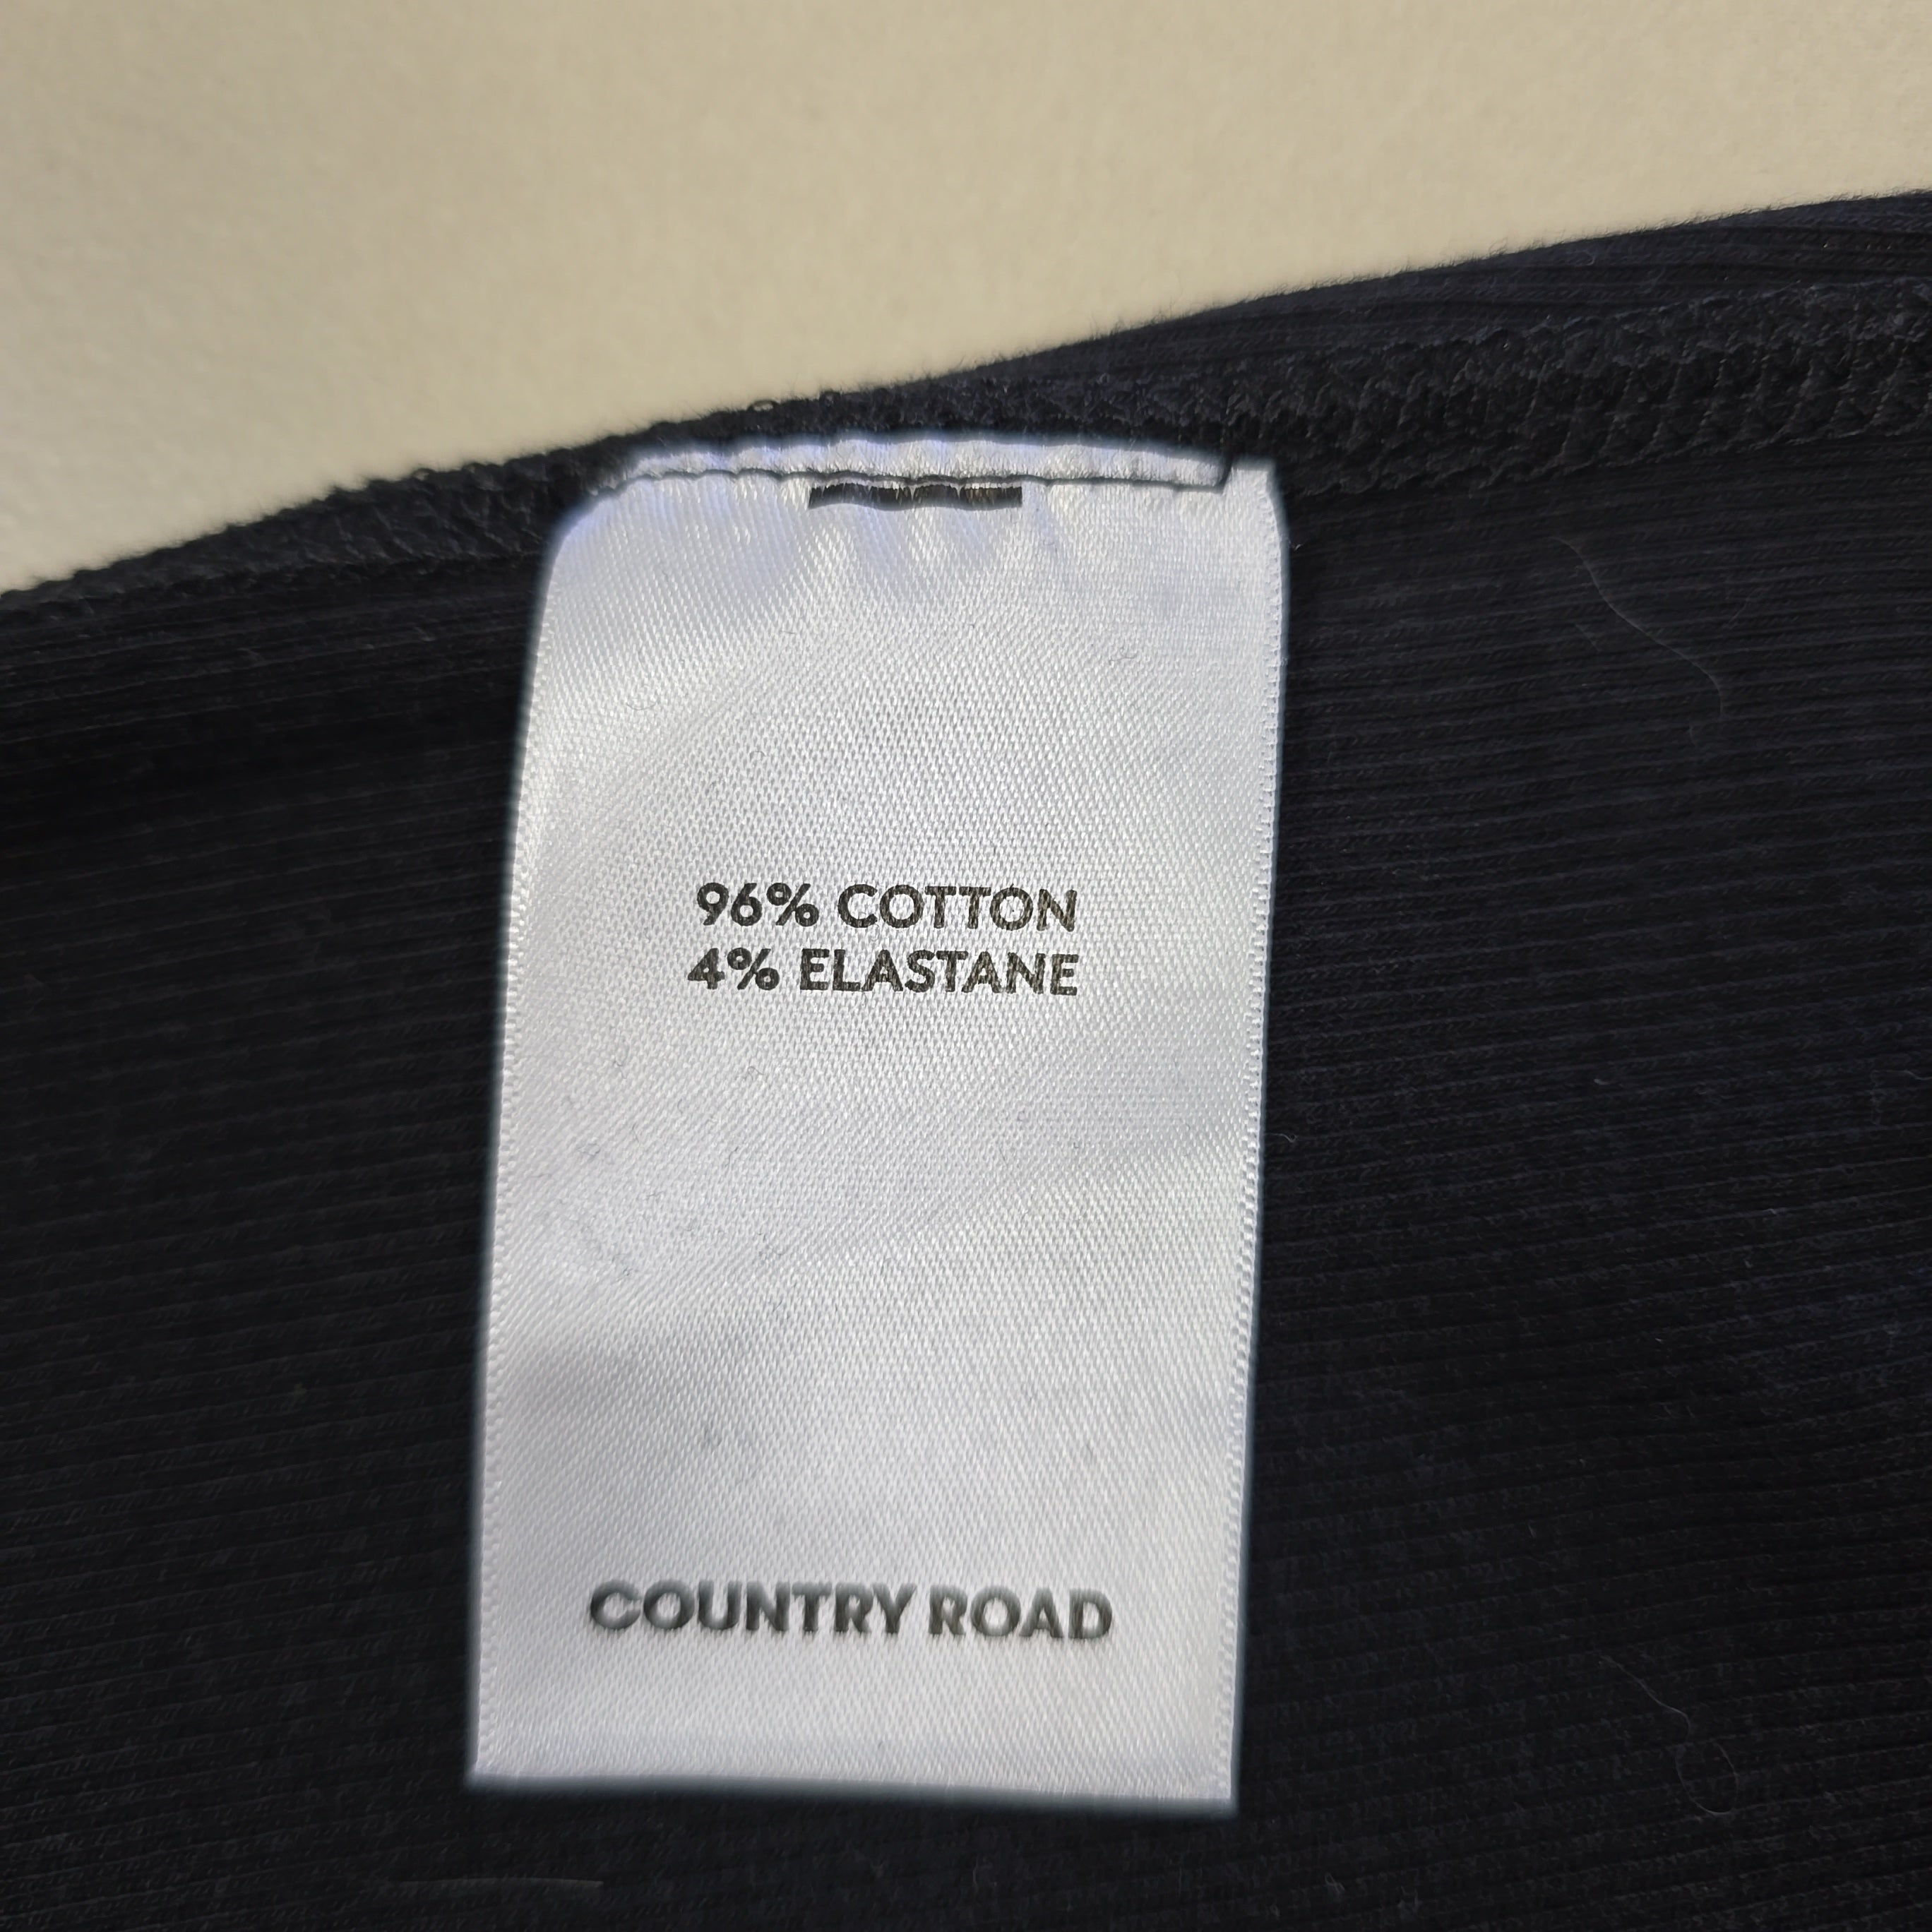 96% COTTON
4% ELASTANE
COUNTRY ROAD